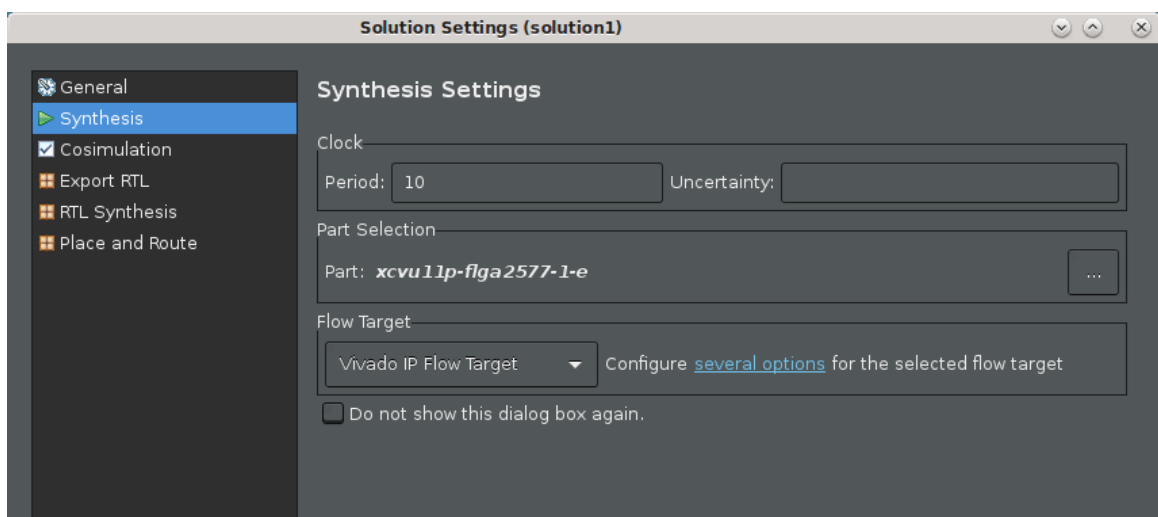 Solution Settings (solution1)
General
Synthesis
Cosimulation
Export RTL
RTL Synthesis
Place and Route
Synthesis Settings
Clock
Period: 10 Uncertainty:
Part Selection
Part: xcvu11p-flga2577-1-e
...
Flow Target
Vivado IP Flow Target Configure several options for the selected flow target
Do not show this dialog box again.